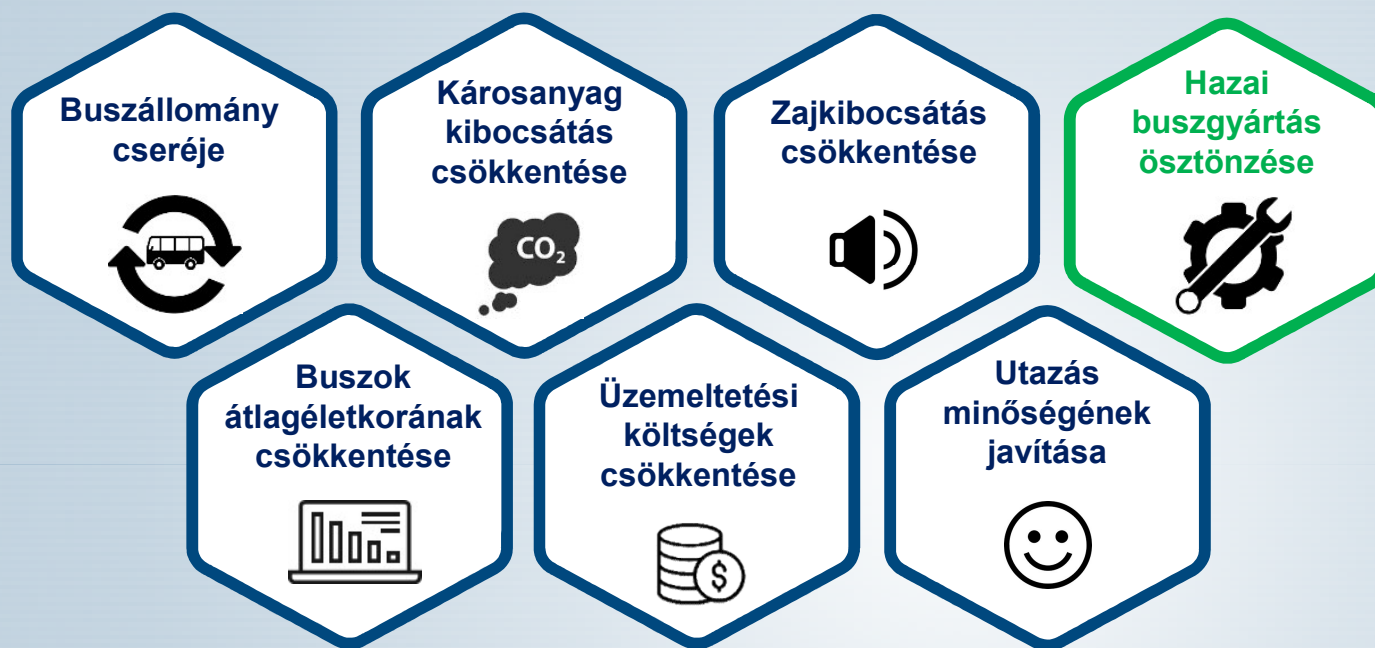 Buszállomány
cseréje
Károsanyag
kibocsátás
csökkentése
CO₂
Zajkibocsátás
csökkentése
Hazai
buszgyártás
ösztönzése
Buszok
átlagéletkorának
csökkentése
Üzemeltetési
költségek
csökkentése
$
Utazás
minőségének
javítása